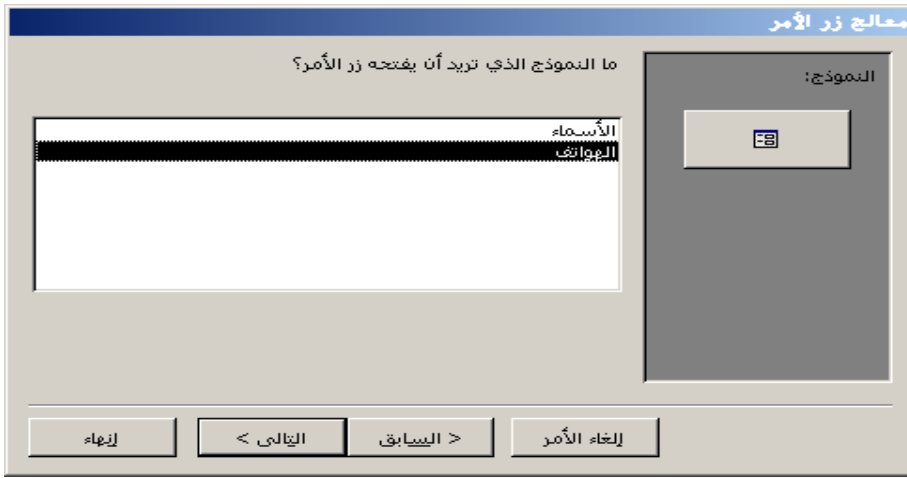 معالج زر الأمر
النموذج:
ما النموذج الذي تريد أن يفتحه زر الأمر؟
الأسماء
الهواتف
إلغاء الأمر
< السابق
التالي >
إنهاء